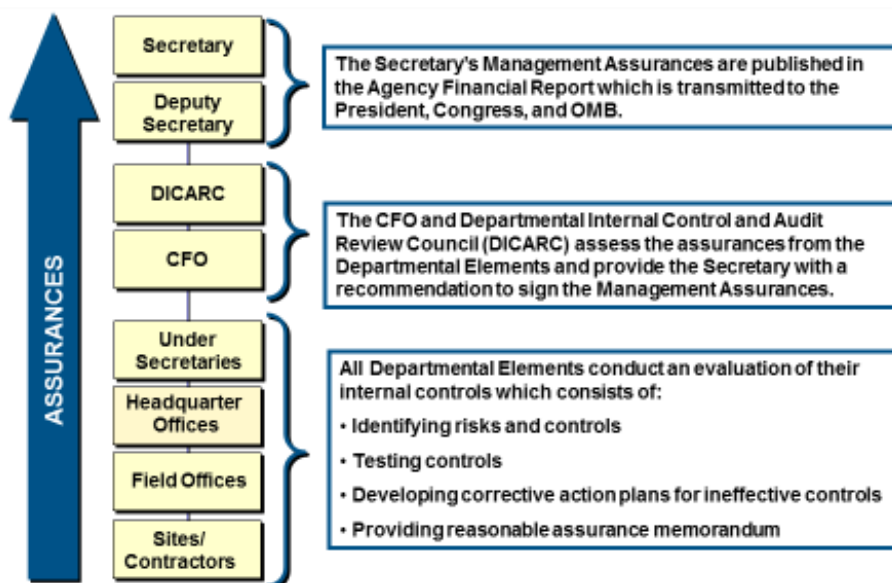 ASSURANCES
Secretary
Deputy
Secretary
The Secretary's Management Assurances are published in
the Agency Financial Report which is transmitted to the
President, Congress, and OMB.
DICARC
CFO
The CFO and Departmental Internal Control and Audit
Review Council (DICARC) assess the assurances from the
Departmental Elements and provide the Secretary with a
recommendation to sign the Management Assurances.
Under
Secretaries
Headquarter
Offices
Field Offices
Sites/
Contractors
All Departmental Elements conduct an evaluation of their
internal controls which consists of:
• Identifying risks and controls
• Testing controls
• Developing corrective action plans for ineffective controls
• Providing reasonable assurance memorandum